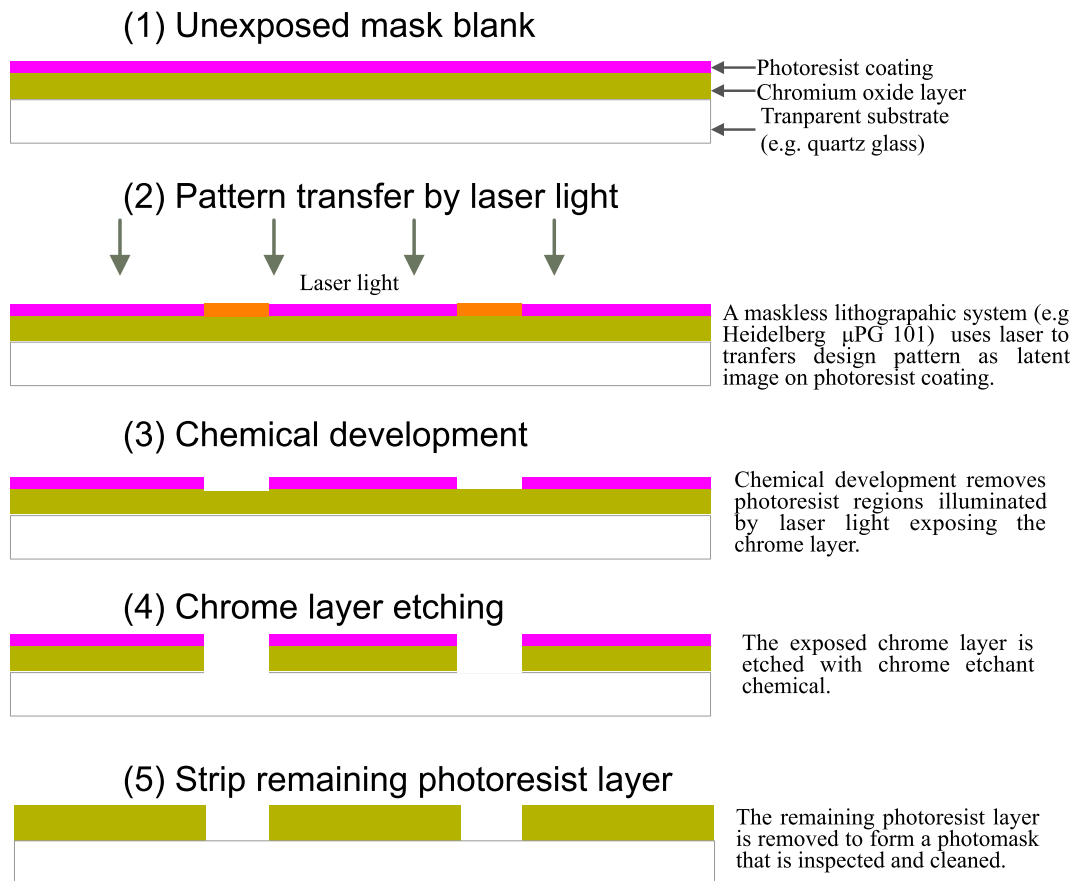 (1) Unexposed mask blank
Photoresist coating
Chromium oxide layer
Tranparent substrate
(e.g. quartz glass)
(2) Pattern transfer by laser light
Laser light
A maskless lithograpahic system (e.g
Heidelberg μPG 101) uses laser to
tranfers design pattern as latent
image on photoresist coating.
(3) Chemical development
Chemical development removes
photoresist regions illuminated
by laser light exposing the
chrome layer.
(4) Chrome layer etching
The exposed chrome layer is
etched with chrome etchant
chemical.
(5) Strip remaining photoresist layer
The remaining photoresist layer
is removed to form a photomask
that is inspected and cleaned.